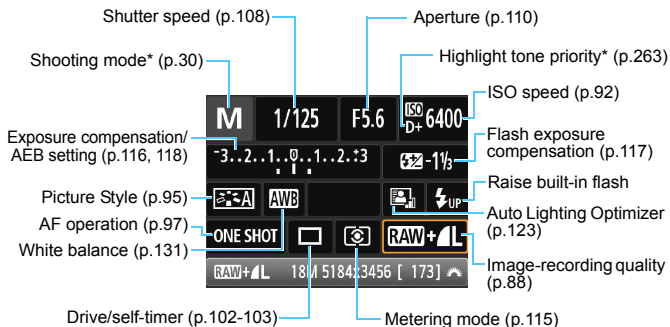 Shutter speed (p.108)
Aperture (p.110)
Shooting mode* (p.30)
Highlight tone priority* (p.263)
ISO speed (p.92)
M 1/125 F5.6 ISO D+ 6400
Exposure compensation/
AEB setting (p.116, 118)
-3..2..1..0..1..2.+3
-1⅓
Flash exposure
compensation (p.117)
Picture Style (p.95)
A AWB
UP
Raise built-in flash
AF operation (p.97)
White balance (p.131)
ONE SHOT
RAW+L
Auto Lighting Optimizer
(p.123)
RAW+L 18M 5184x3456 [ 173]
Image-recording quality
(p.88)
Drive/self-timer (p.102-103)
Metering mode (p.115)